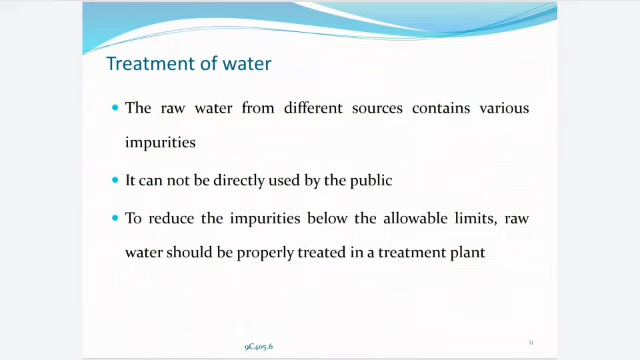 Treatment of water
• The raw water from different sources contains various
impurities
• It can not be directly used by the public
• To reduce the impurities below the allowable limits, raw
water should be properly treated in a treatment plant
9C405.6
11